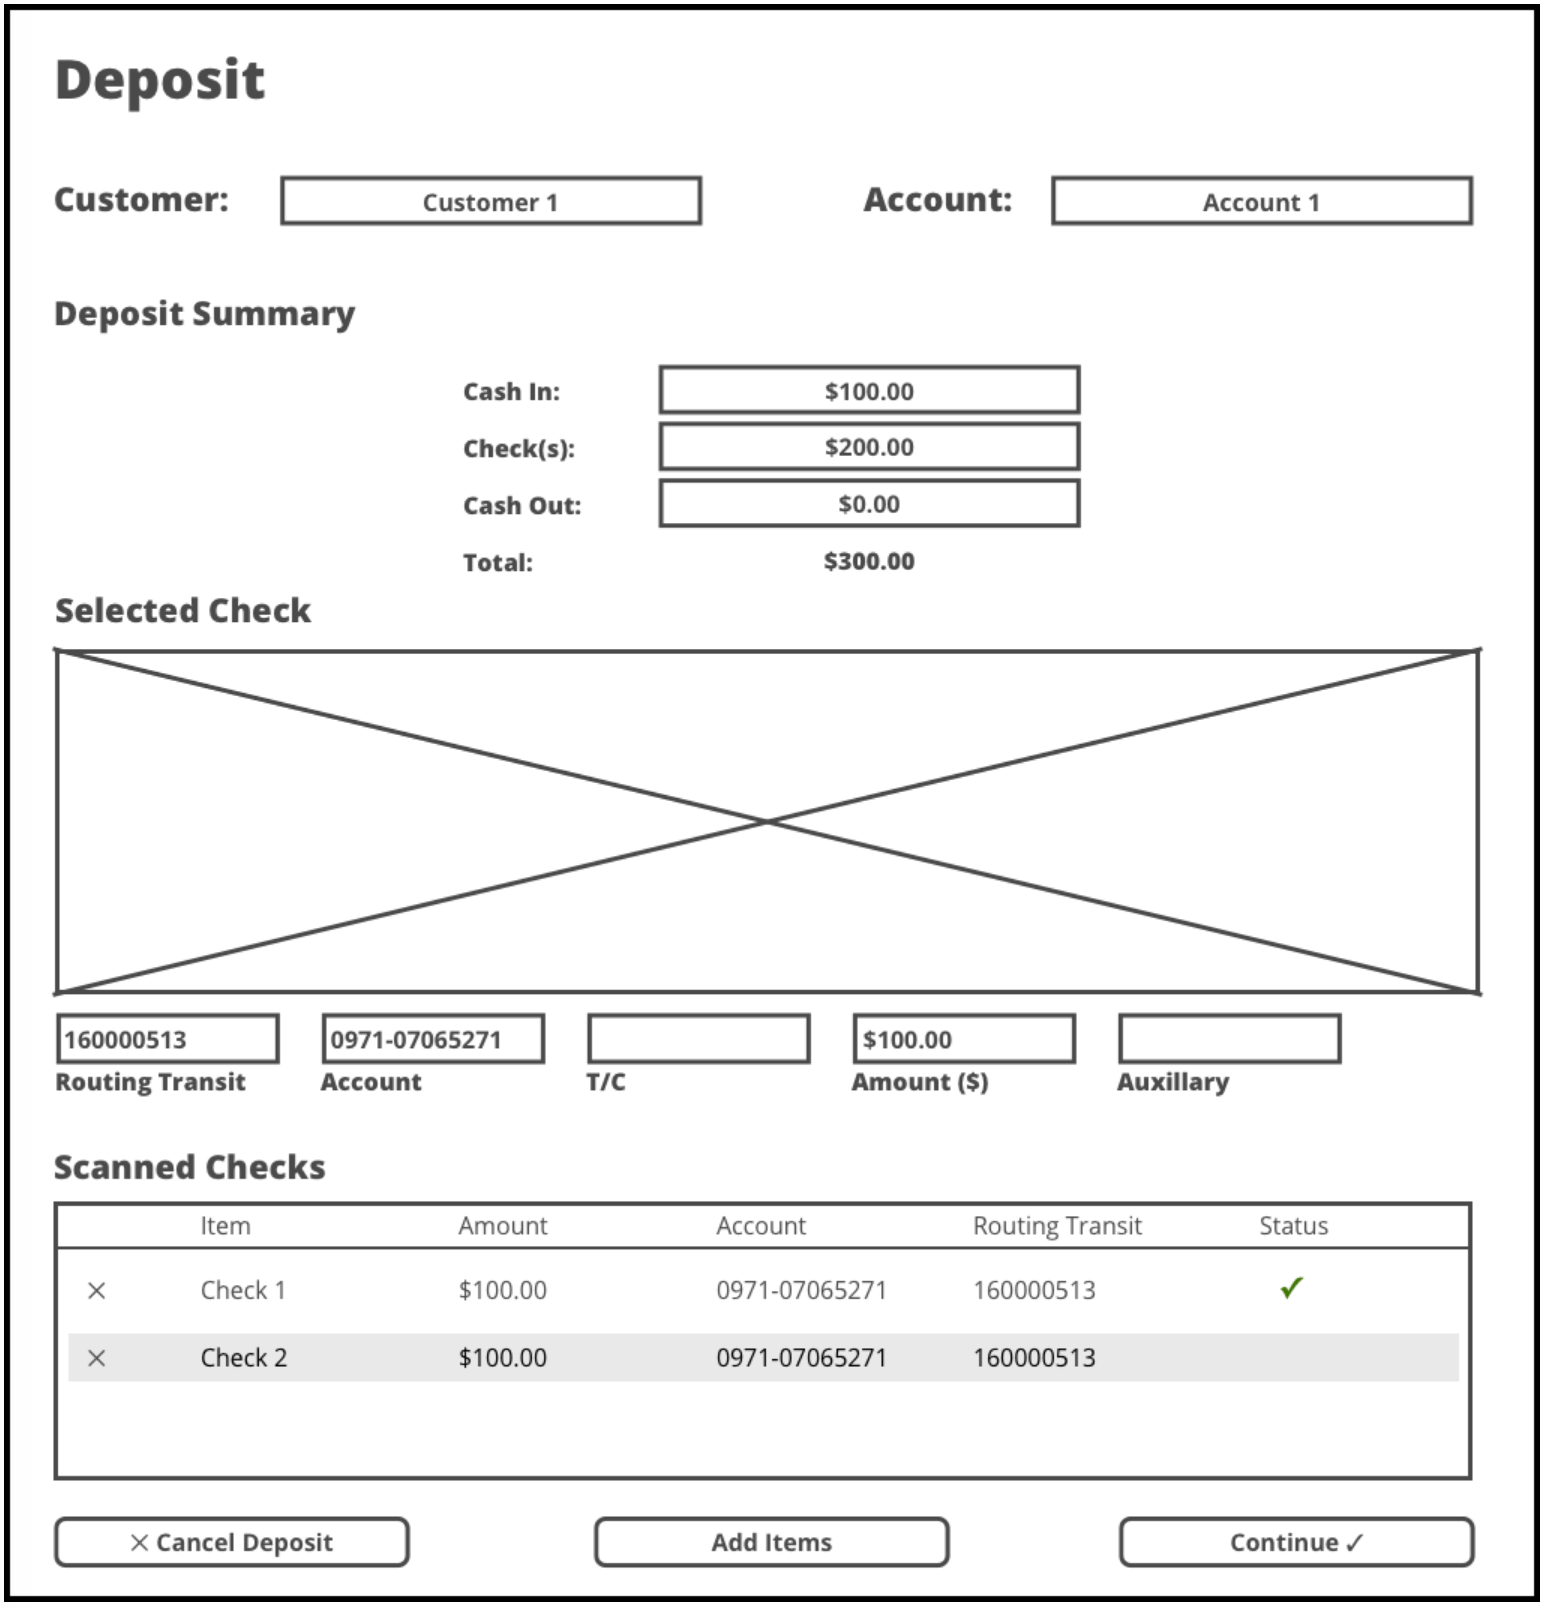 Deposit
Customer: Customer 1 Account: Account 1
Deposit Summary
Cash In: $100.00
Check(s): $200.00
Cash Out: $0.00
Total: $300.00
Selected Check
160000513 0971-07065271 $100.00
Routing Transit Account T/C Amount ($) Auxillary
Scanned Checks
Item Amount Account Routing Transit Status
× Check 1 $100.00 0971-07065271 160000513 ✓
× Check 2 $100.00 0971-07065271 160000513
× Cancel Deposit Add Items Continue ✓